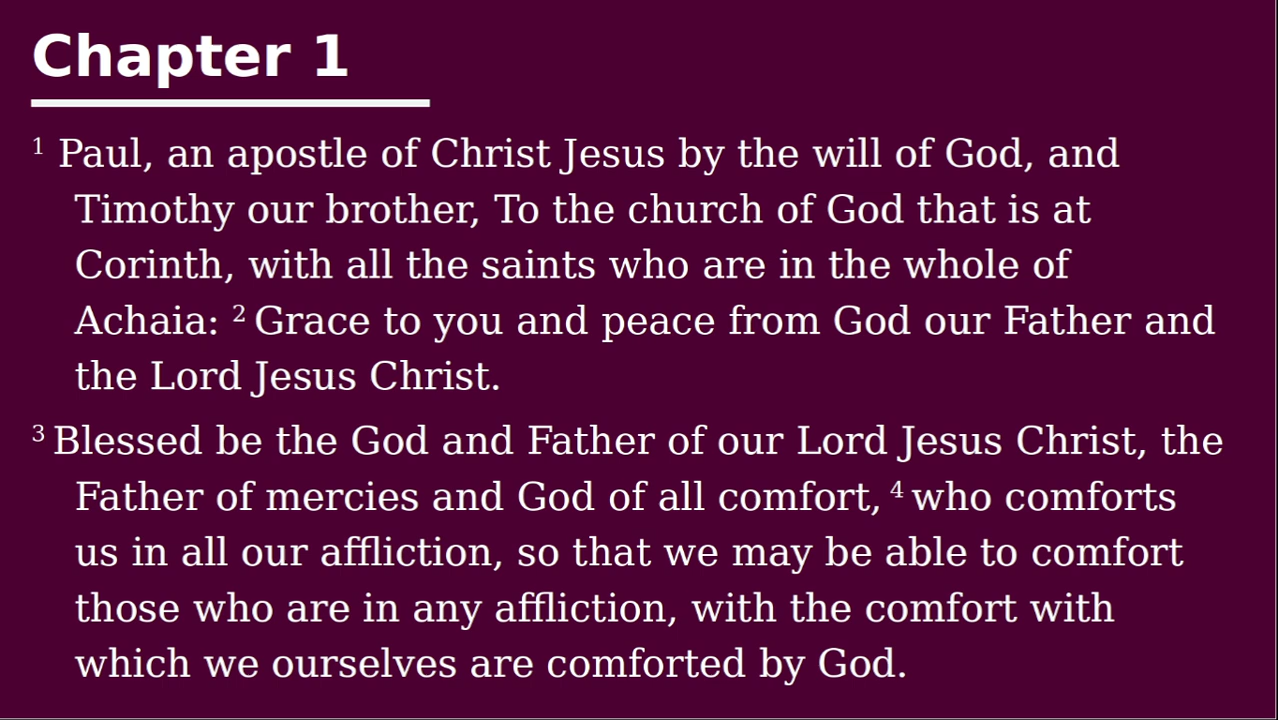 Chapter 1
1 Paul, an apostle of Christ Jesus by the will of God, and
Timothy our brother, To the church of God that is at
Corinth, with all the saints who are in the whole of
Achaia: 2 Grace to you and peace from God our Father and
the Lord Jesus Christ.
3 Blessed be the God and Father of our Lord Jesus Christ, the
Father of mercies and God of all comfort, 4 who comforts
us in all our affliction, so that we may be able to comfort
those who are in any affliction, with the comfort with
which we ourselves are comforted by God.